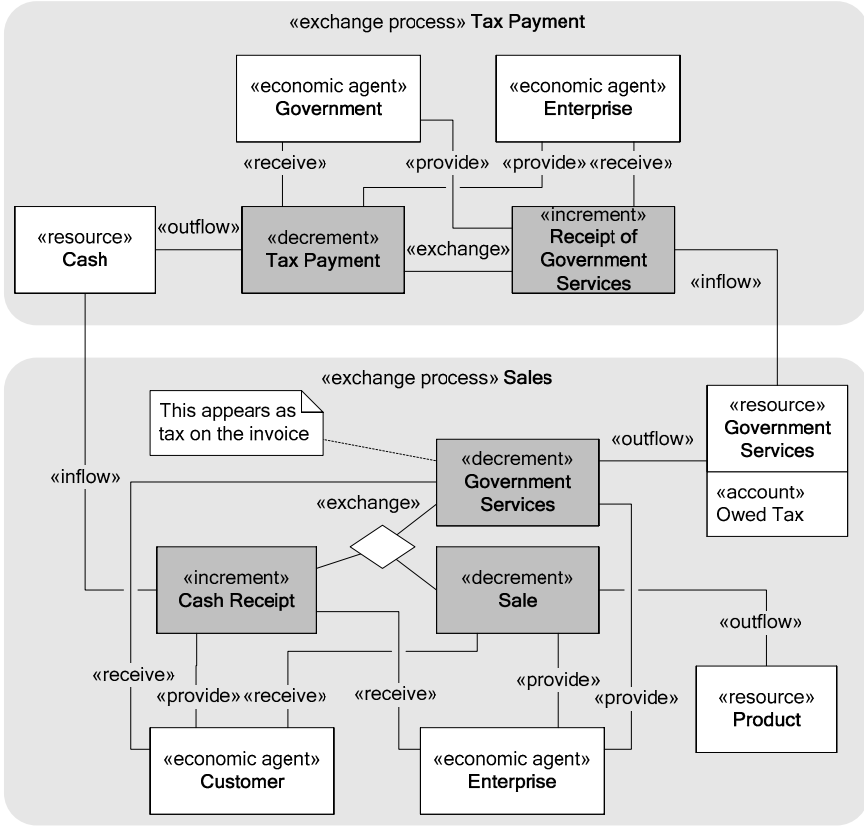 «exchange process» Tax Payment
«economic agent»
Government
«economic agent»
Enterprise
«receive»
«provide»
«provide»
«receive»
«resource»
Cash
«outflow»
«decrement»
Tax Payment
«exchange»
«increment»
Receipt of
Government
Services
«inflow»
«exchange process» Sales
This appears as
tax on the invoice
«resource»
Government
Services
«account»
Owed Tax
«outflow»
«decrement»
Government
Services
«inflow»
«exchange»
«increment»
Cash Receipt
«decrement»
Sale
«outflow»
«receive»
«provide»
«receive»
«receive»
«provide»
«provide»
«resource»
Product
«economic agent»
Customer
«economic agent»
Enterprise